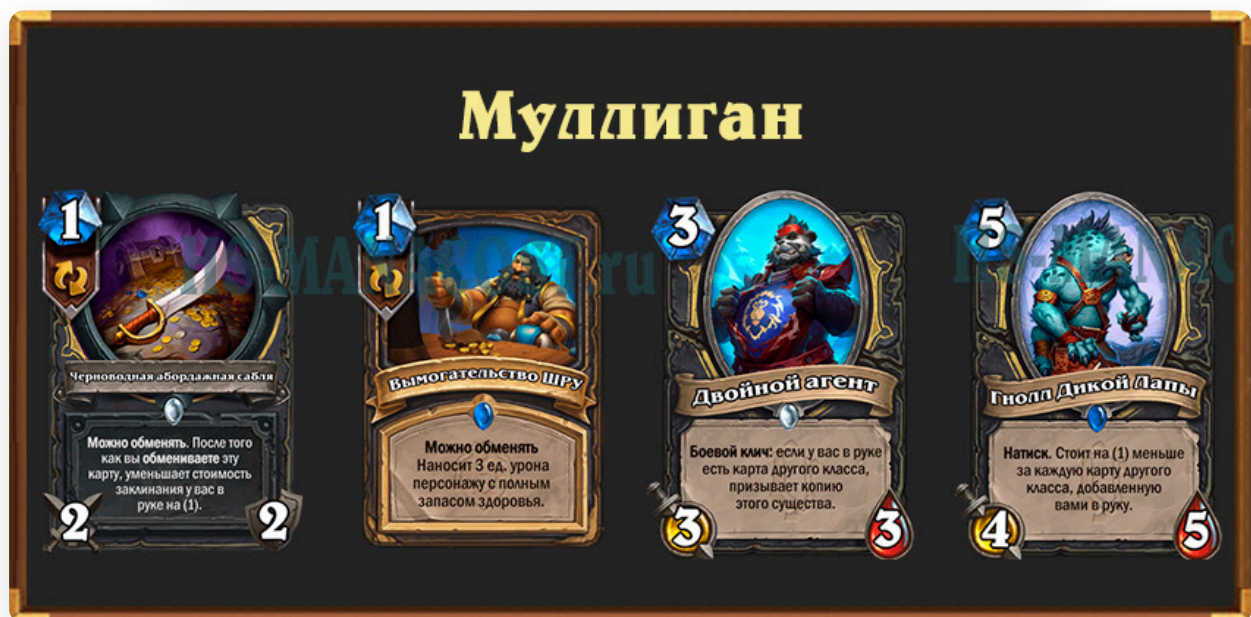 Муллиган
1
Черноводная абордажная сабля
Можно обменять. После того
как вы обмениваете эту
карту, уменьшает стоимость
заклинания у вас в
руке на (1).
2
2
1
Вымогательство ШРУ
Можно обменять
Наносит 3 ед. урона
персонажу с полным
запасом здоровья.
3
Двойной агент
Боевой клич: если у вас в руке
есть карта другого класса,
призывает копию
этого существа.
3
3
5
Гнолл Дикой Лапы
Натиск. Стоит на (1) меньше
за каждую карту другого
класса, добавленную
вами в руку.
4
5